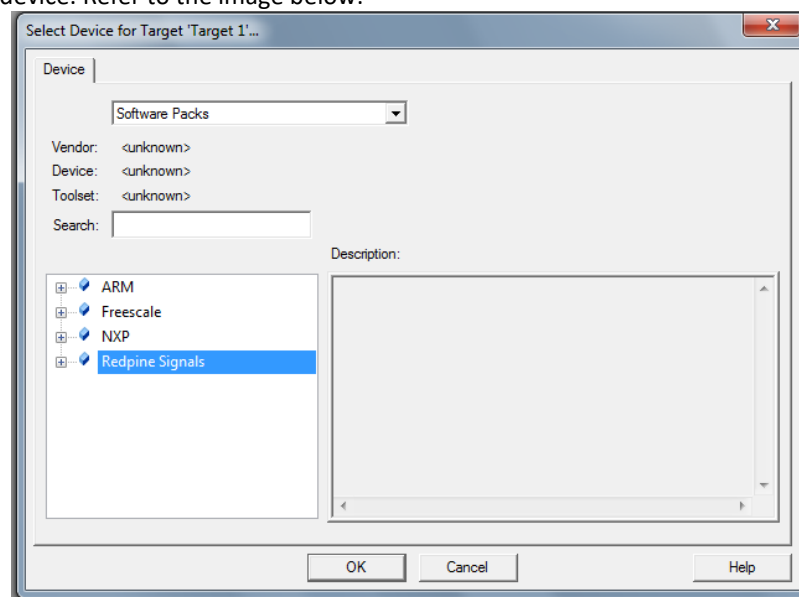 device. Refer to the image below.
Select Device for Target 'Target 1'...
Device
Software Packs
Vendor: <unknown>
Device: <unknown>
Toolset: <unknown>
Search:
Description:
ARM
Freescale
NXP
Redpine Signals
OK Cancel Help